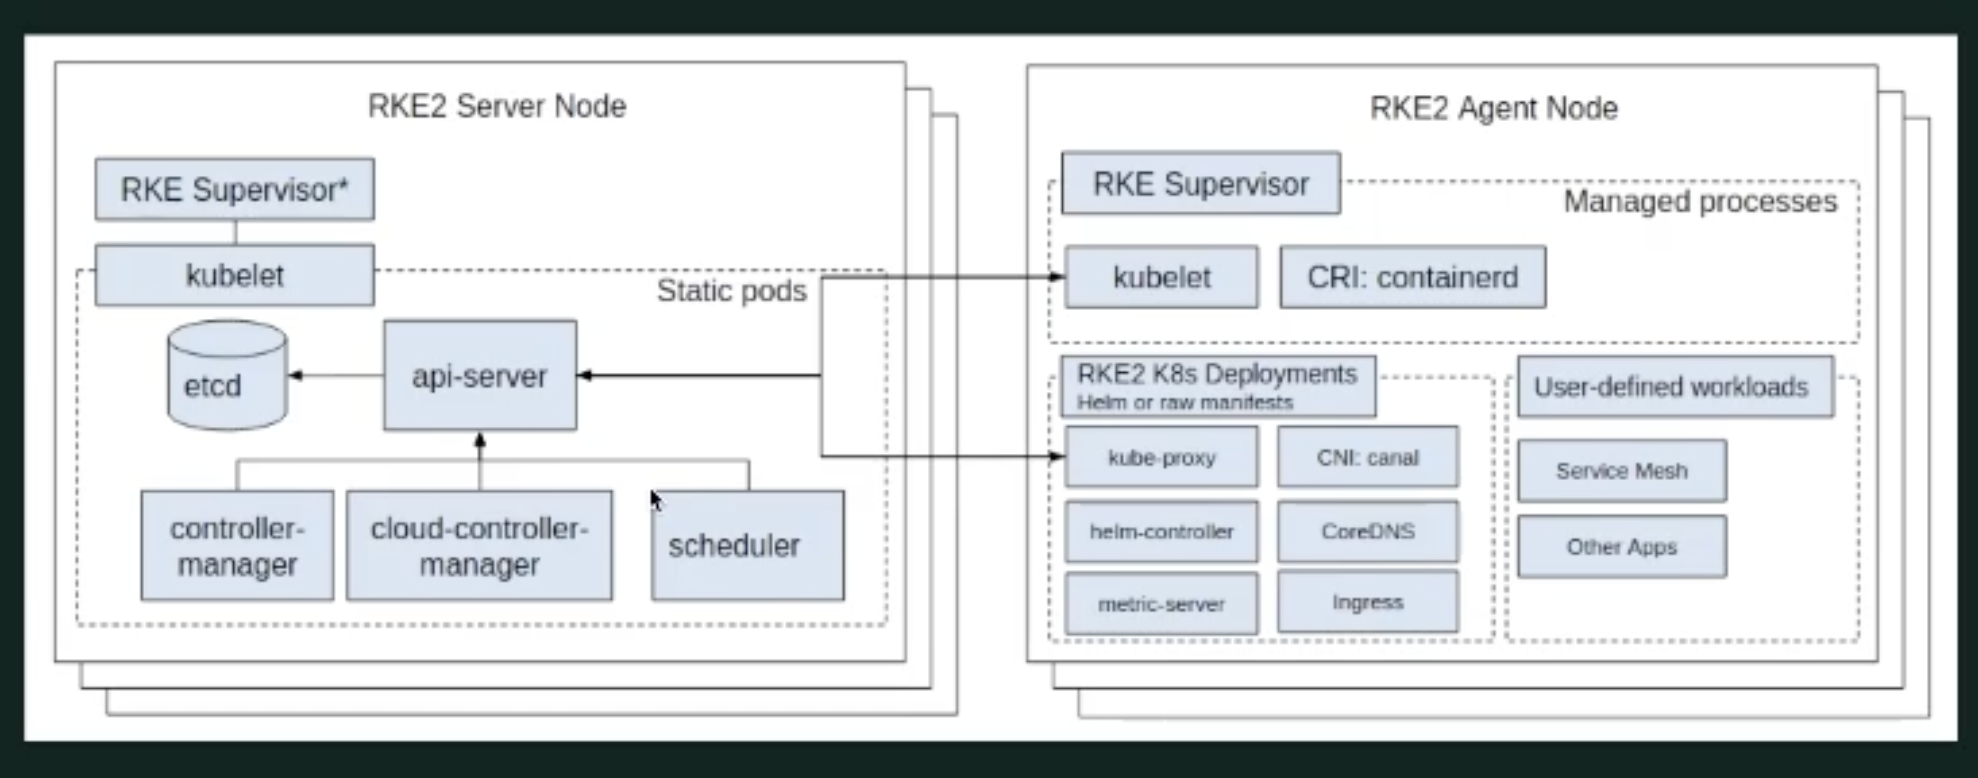 RKE2 Server Node
RKE Supervisor*
kubelet
Static pods
etcd
api-server
controller-
manager
cloud-controller-
manager
scheduler
RKE2 Agent Node
RKE Supervisor
Managed processes
kubelet
CRI: containerd
RKE2 K8s Deployments
Helm or raw manifests
kube-proxy
CNI: canal
helm-controller
CoreDNS
metric-server
Ingress
User-defined workloads
Service Mesh
Other Apps